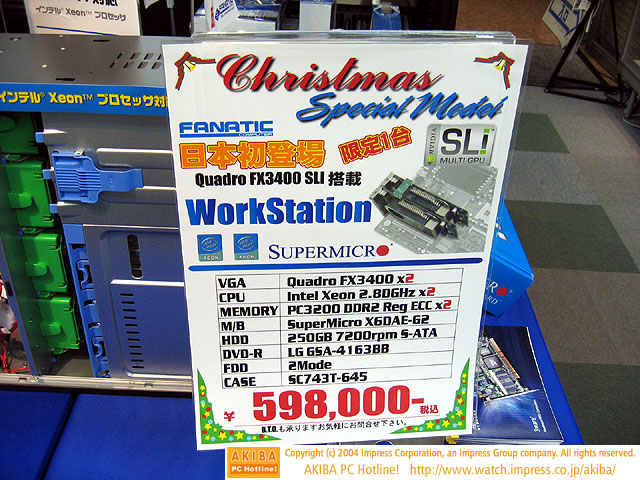 インテル® Xeon™ プロセッサ
インテル® Xeon™ プロセッサ対応
Christmas
Special Model
FANATIC
COMPUTER
日本初登場 限定1台
NVIDIA
SLI
MULTI-GPU
Quadro FX3400 SLI 搭載
WorkStation
XEON
XEON
SUPERMICRO
VGA Quadro FX3400 x2
CPU Intel Xeon 2.80GHz x2
MEMORY PC3200 DDR2 Reg ECC x2
M/B SuperMicro X6DAE-G2
HDD 250GB 7200rpm S-ATA
DVD-R LG GSA-4163BB
FDD 2Mode
CASE SC743T-645
¥ 598,000- 税込
B.T.O.も承りますお気軽にお問合せ下さい。
AKIBA
PC Hotline!
Copyright (c) 2004 Impress Corporation, an Impress Group company. All rights reserved.
AKIBA PC Hotline! http://www.watch.impress.co.jp/akiba/